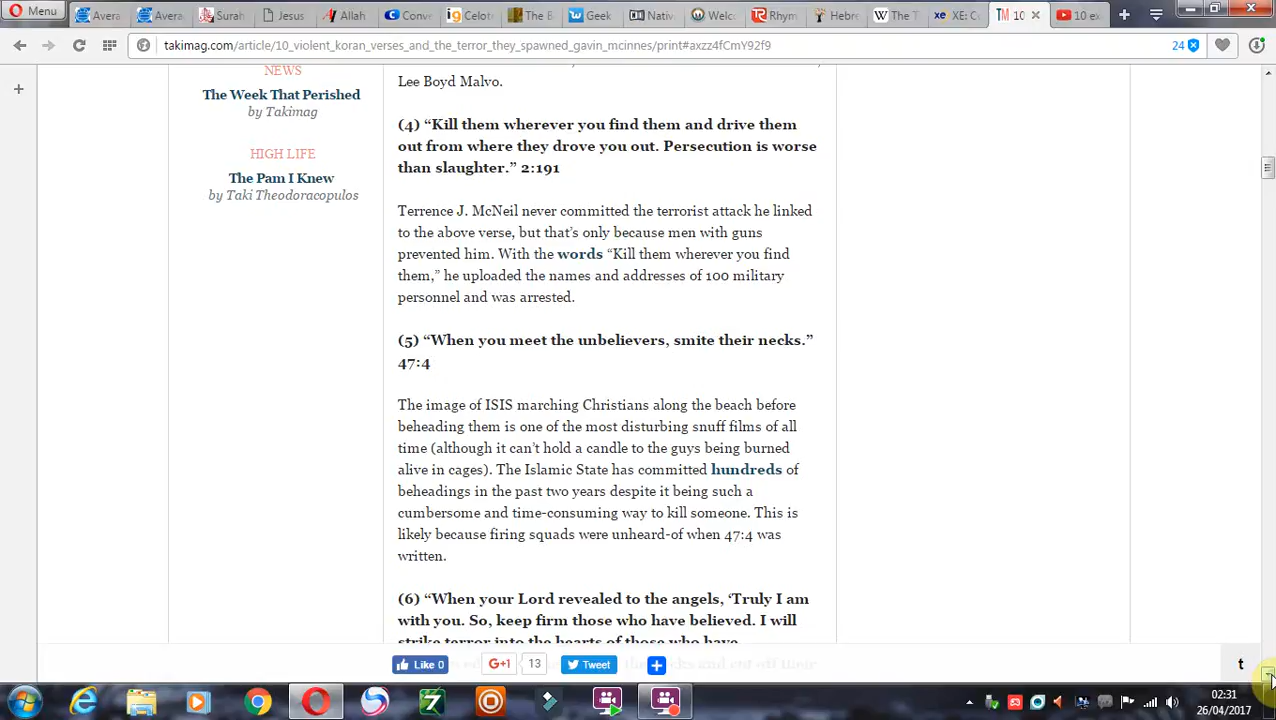 Menu
Avera
Avera
Surah
Jesus
Allah
Conv
Celot
The B
Geek
Nativ
Welc
Rhym
Hebre
The T
XE: C
10
10 ex
takimag.com/article/10_violent_koran_verses_and_the_terror_they_spawned_gavin_mcinnes/print#axzz4fCmY92f9
24
NEWS
The Week That Perished
by Takimag
HIGH LIFE
The Pam I Knew
by Taki Theodoracopulos
Lee Boyd Malvo.
(4) “Kill them wherever you find them and drive them
out from where they drove you out. Persecution is worse
than slaughter.” 2:191
Terrence J. McNeil never committed the terrorist attack he linked
to the above verse, but that’s only because men with guns
prevented him. With the words “Kill them wherever you find
them,” he uploaded the names and addresses of 100 military
personnel and was arrested.
(5) “When you meet the unbelievers, smite their necks.”
47:4
The image of ISIS marching Christians along the beach before
beheading them is one of the most disturbing snuff films of all
time (although it can’t hold a candle to the guys being burned
alive in cages). The Islamic State has committed hundreds of
beheadings in the past two years despite it being such a
cumbersome and time-consuming way to kill someone. This is
likely because firing squads were unheard-of when 47:4 was
written.
(6) “When your Lord revealed to the angels, ‘Truly I am
with you. So, keep firm those who have believed. I will
strike terror into the hearts of those who have
Like 0
G+1
13
Tweet
t
02:31
26/04/2017